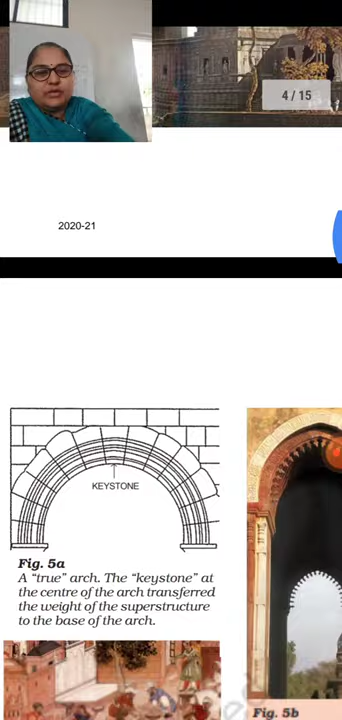 4 / 15
2020-21
KEYSTONE
Fig. 5a
A "true" arch. The "keystone" at
the centre of the arch transferred
the weight of the superstructure
to the base of the arch.
Fig. 5b